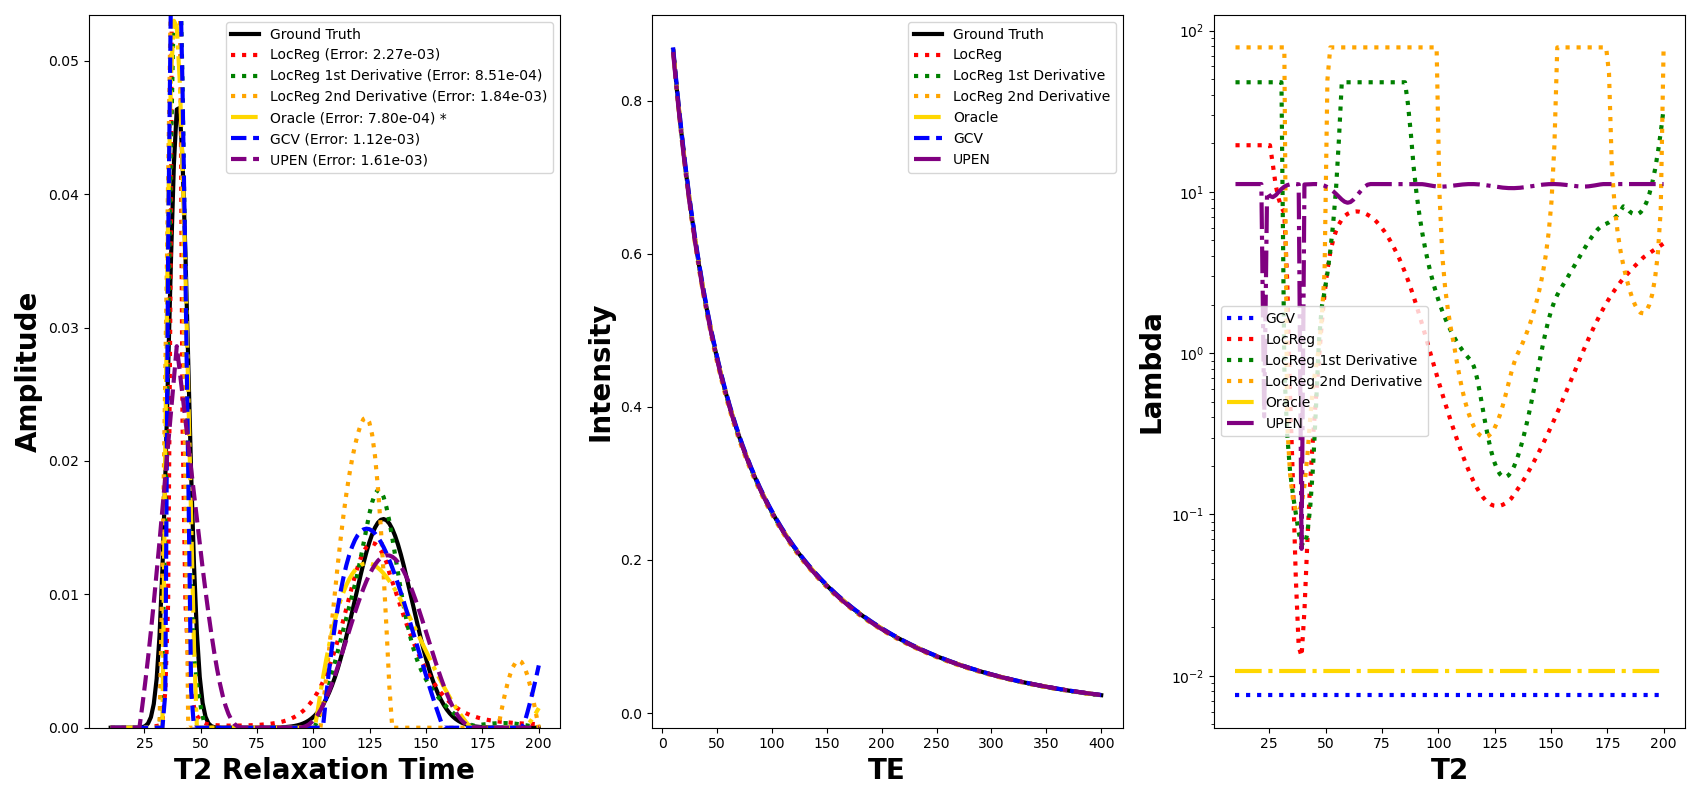 Amplitude
0.05
0.04
0.03
0.02
0.01
0.00
25 50 75 100 125 150 175 200
T2 Relaxation Time
Ground Truth
LocReg (Error: 2.27e-03)
LocReg 1st Derivative (Error: 8.51e-04)
LocReg 2nd Derivative (Error: 1.84e-03)
Oracle (Error: 7.80e-04) *
GCV (Error: 1.12e-03)
UPEN (Error: 1.61e-03)
Intensity
0.8
0.6
0.4
0.2
0.0
0 50 100 150 200 250 300 350 400
TE
Ground Truth
LocReg
LocReg 1st Derivative
LocReg 2nd Derivative
Oracle
GCV
UPEN
Lambda
10²
10¹
10⁰
10⁻¹
10⁻²
25 50 75 100 125 150 175 200
T2
GCV
LocReg
LocReg 1st Derivative
LocReg 2nd Derivative
Oracle
UPEN